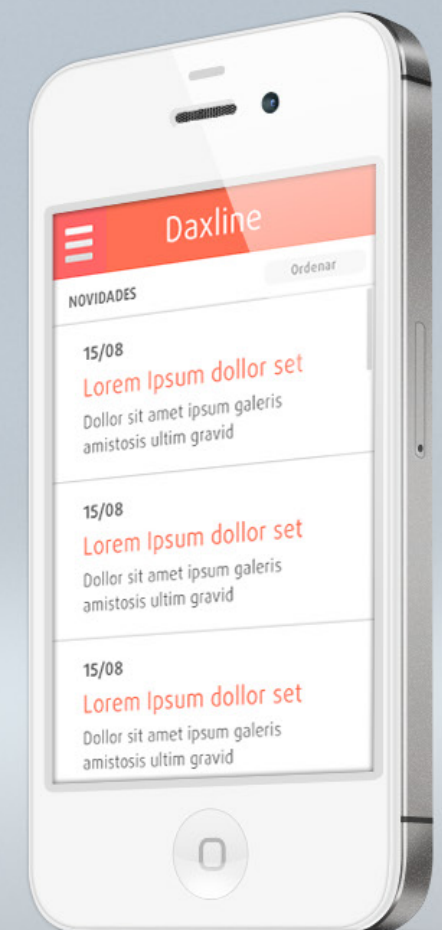 Daxline
NOVIDADES
Ordenar
15/08
Lorem Ipsum dollor set
Dollor sit amet ipsum galeris
amistosis ultim gravid
15/08
Lorem Ipsum dollor set
Dollor sit amet ipsum galeris
amistosis ultim gravid
15/08
Lorem Ipsum dollor set
Dollor sit amet ipsum galeris
amistosis ultim gravid